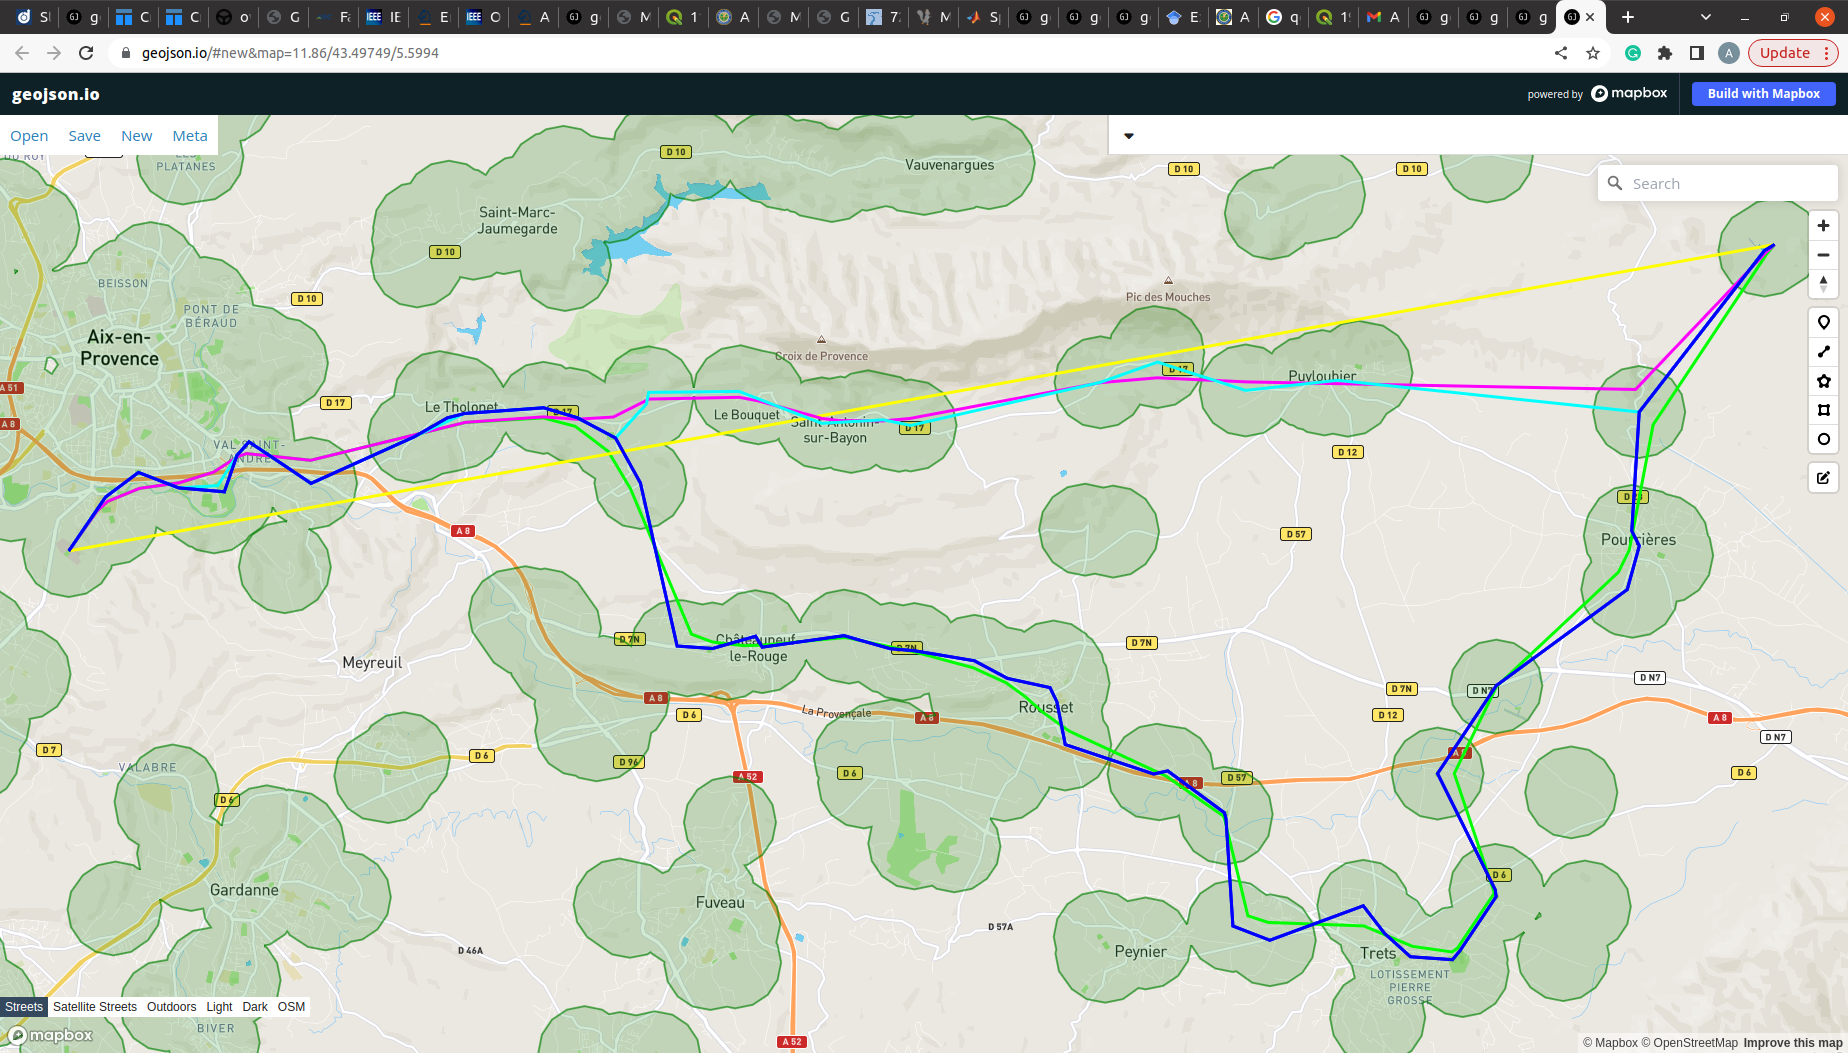 geojson.io/#new&map=11.86/43.49749/5.5994
Update
geojson.io
powered by mapbox
Build with Mapbox
Open Save New Meta
Search
PLATANES
D 10
Vauvenargues
D 10
D 10
Saint-Marc-
Jaumegarde
D 10
BEISSON
D 10
PONT DE
BÉRAUD
Pic des Mouches
Aix-en-
Provence
Croix de Provence
D 17
Puyloubier
A 51
D 17
Le Tholonet
D 17
Le Bouquet
Saint-Antonin-
sur-Bayon
D 17
A 8
VAL SAINT-
ANDRÉ
D 12
A 8
D 57
Pourrières
D 7N
Châteauneuf
le-Rouge
D 7N
D 7N
Meyreuil
D N7
D 7N
D N7
A 8
D 6
La Provençale
A 8
Rousset
D 12
A 8
D 7
D 6
D N7
VALABRE
D 96
A 52
D 6
D 57
A 8
D 6
D 6
D 6
Gardanne
Fuveau
D 57A
D 46A
Peynier
Trets
LOTISSEMENT
PIERRE
GROSSE
Streets Satellite Streets Outdoors Light Dark OSM
BIVER
mapbox
A 52
© Mapbox © OpenStreetMap Improve this map